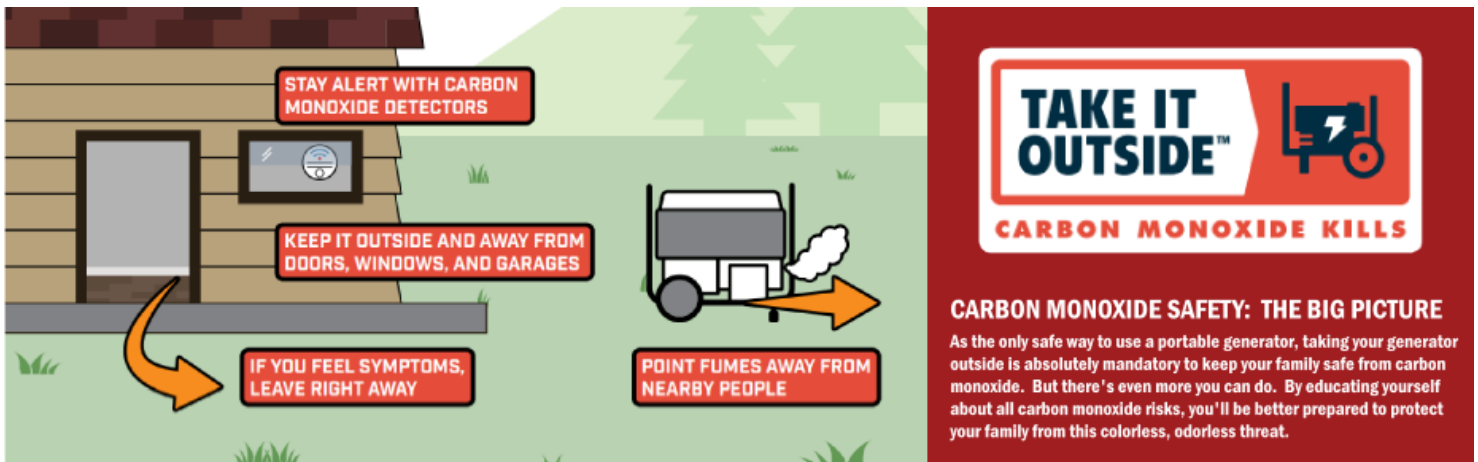 STAY ALERT WITH CARBON
MONOXIDE DETECTORS
KEEP IT OUTSIDE AND AWAY FROM
DOORS, WINDOWS, AND GARAGES
IF YOU FEEL SYMPTOMS,
LEAVE RIGHT AWAY
POINT FUMES AWAY FROM
NEARBY PEOPLE
TAKE IT
OUTSIDE™
CARBON MONOXIDE KILLS
CARBON MONOXIDE SAFETY: THE BIG PICTURE
As the only safe way to use a portable generator, taking your generator
outside is absolutely mandatory to keep your family safe from carbon
monoxide. But there's even more you can do. By educating yourself
about all carbon monoxide risks, you'll be better prepared to protect
your family from this colorless, odorless threat.